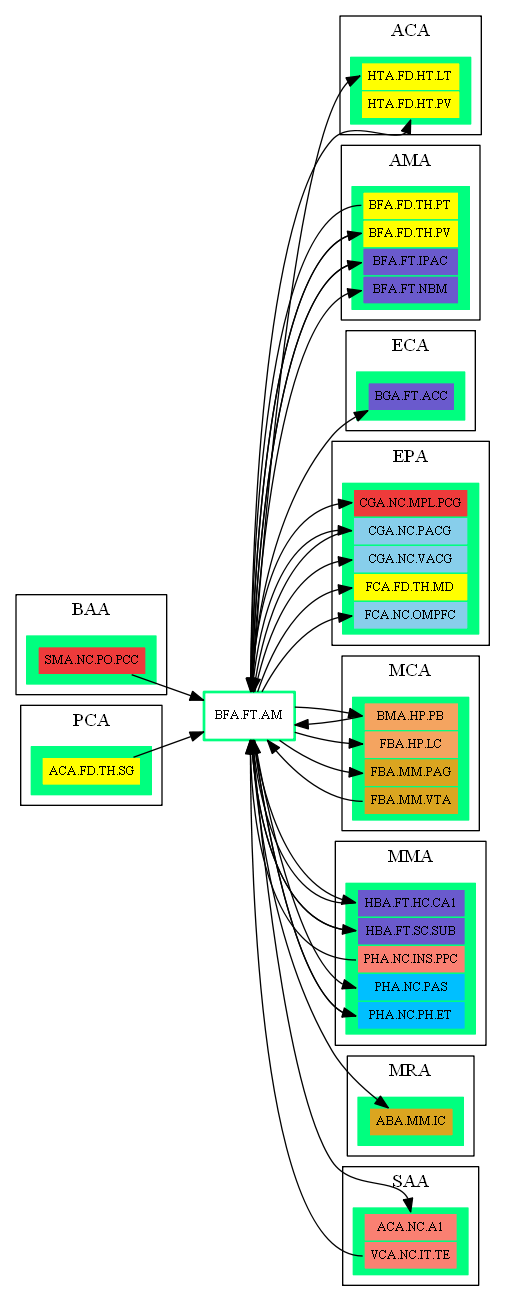 ACA
HTA.FD.HT.LT
HTA.FD.HT.PV
AMA
BFA.FD.TH.PT
BFA.FD.TH.PV
BFA.FT.IPAC
BFA.FT.NBM
ECA
BGA.FT.ACC
EPA
CGA.NC.MPL.PCG
CGA.NC.PACG
CGA.NC.VACG
FCA.FD.TH.MD
FCA.NC.OMPFC
BAA
SMA.NC.PO.PCC
PCA
ACA.FD.TH.SG
BFA.FT.AM
MCA
BMA.HP.PB
FBA.HP.LC
FBA.MM.PAG
FBA.MM.VTA
MMA
HBA.FT.HC.CA1
HBA.FT.SC.SUB
PHA.NC.INS.PPC
PHA.NC.PAS
PHA.NC.PH.ET
MRA
ABA.MM.IC
SAA
ACA.NC.A1
VCA.NC.IT.TE